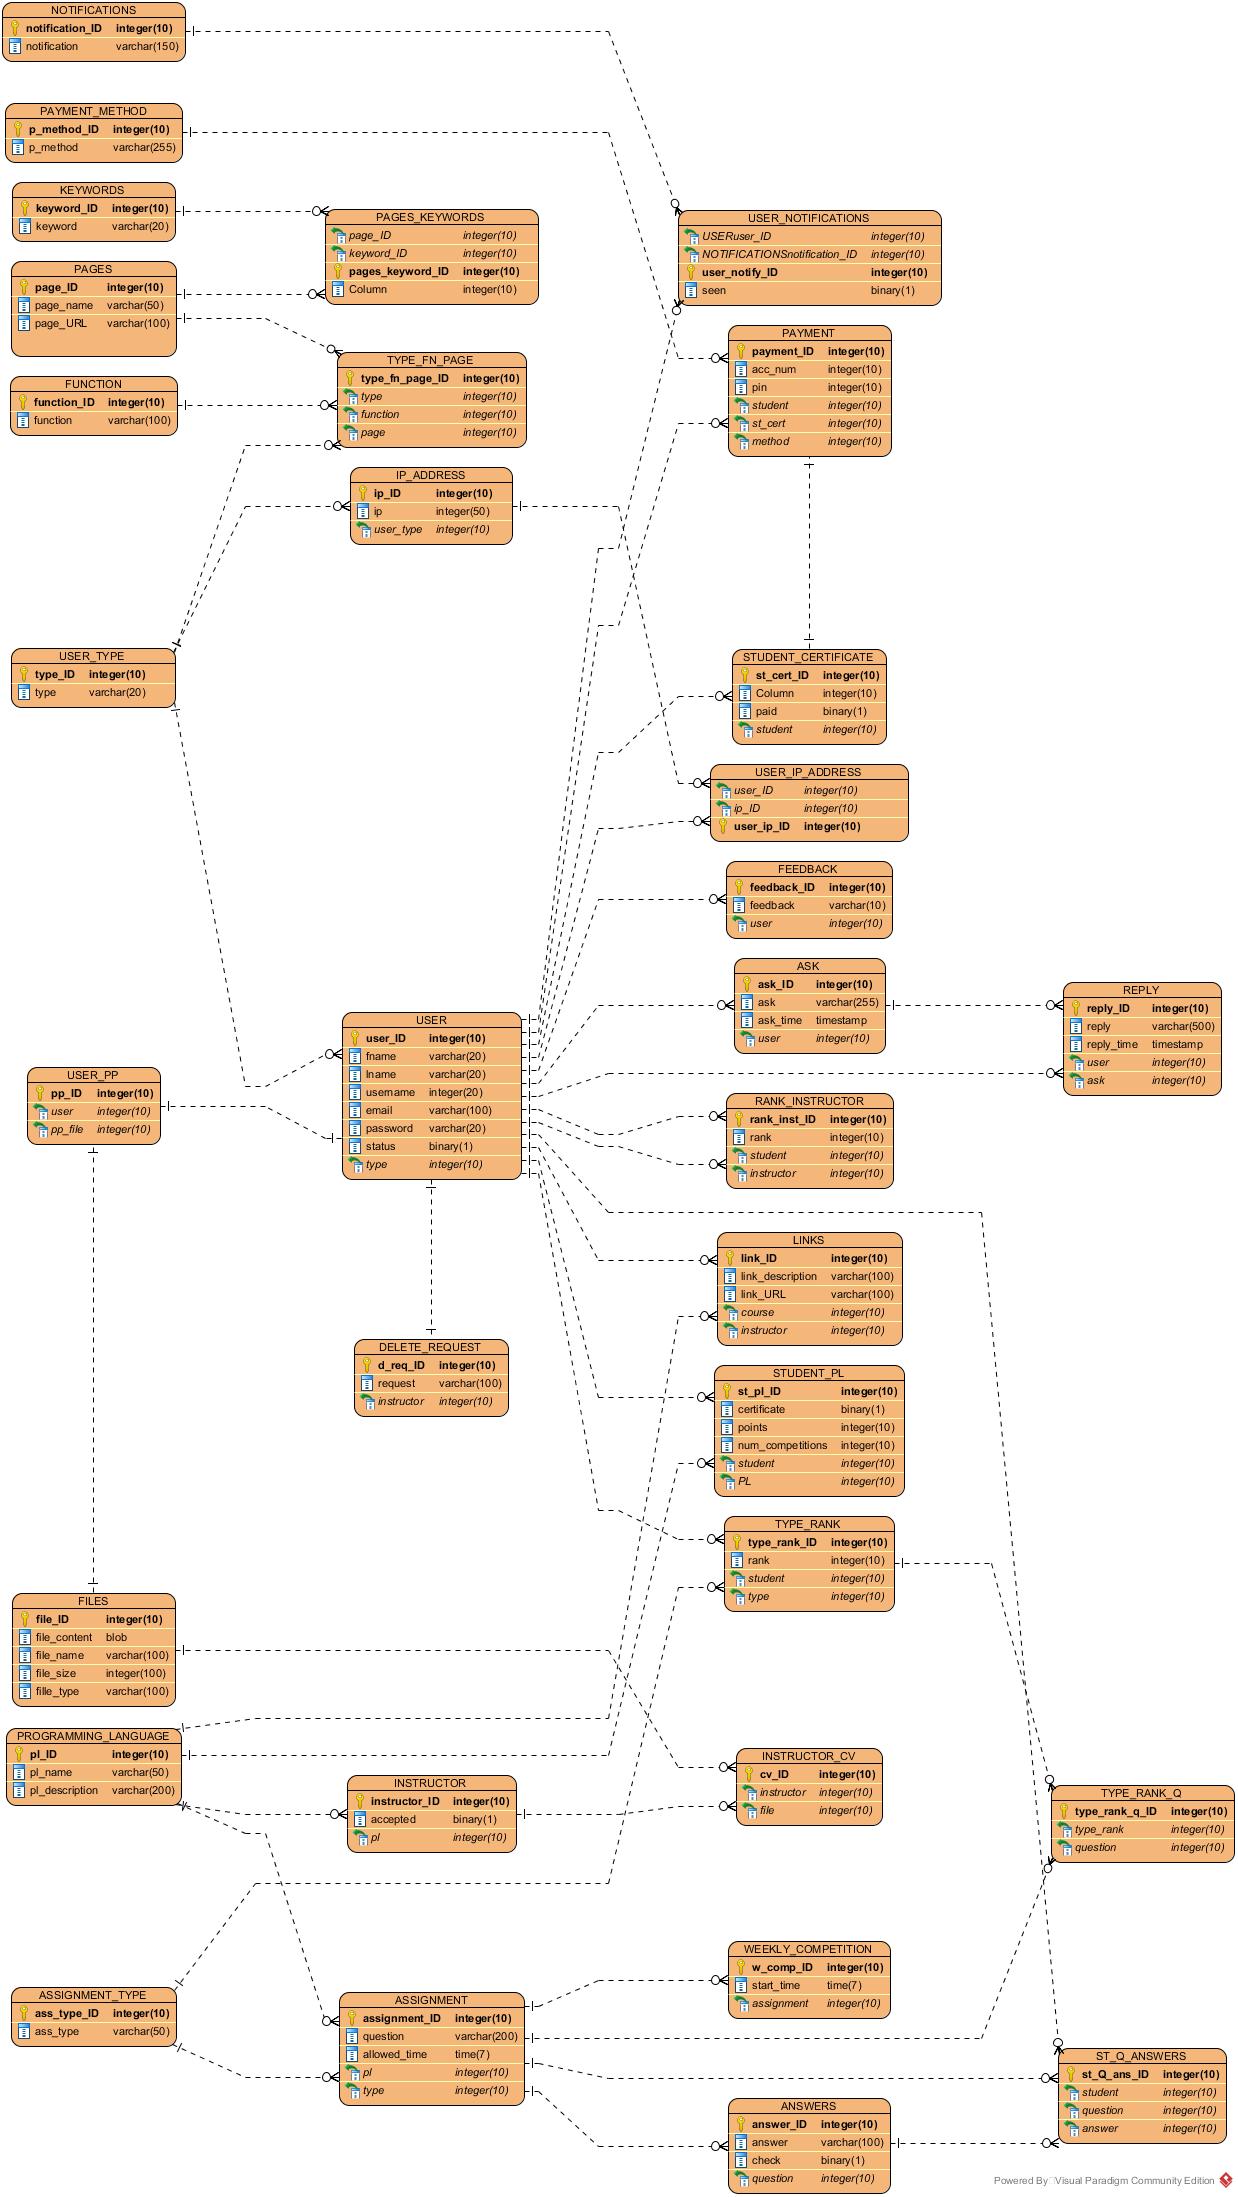 NOTIFICATIONS
notification_ID integer(10)
notification varchar(150)
PAYMENT_METHOD
p_method_ID integer(10)
p_method varchar(255)
KEYWORDS
keyword_ID integer(10)
keyword varchar(20)
PAGES_KEYWORDS
page_ID integer(10)
keyword_ID integer(10)
pages_keyword_ID integer(10)
Column integer(10)
USER_NOTIFICATIONS
USERuser_ID integer(10)
NOTIFICATIONSnotification_ID integer(10)
user_notify_ID integer(10)
seen binary(1)
PAGES
page_ID integer(10)
page_name varchar(50)
page_URL varchar(100)
PAYMENT
payment_ID integer(10)
acc_num integer(10)
pin integer(10)
student integer(10)
st_cert integer(10)
method integer(10)
TYPE_FN_PAGE
type_fn_page_ID integer(10)
type integer(10)
function integer(10)
page integer(10)
FUNCTION
function_ID integer(10)
function varchar(100)
IP_ADDRESS
ip_ID integer(10)
ip integer(50)
user_type integer(10)
USER_TYPE
type_ID integer(10)
type varchar(20)
STUDENT_CERTIFICATE
st_cert_ID integer(10)
Column integer(10)
paid binary(1)
student integer(10)
USER_IP_ADDRESS
user_ID integer(10)
ip_ID integer(10)
user_ip_ID integer(10)
FEEDBACK
feedback_ID integer(10)
feedback varchar(10)
user integer(10)
ASK
ask_ID integer(10)
ask varchar(255)
ask_time timestamp
user integer(10)
REPLY
reply_ID integer(10)
reply varchar(500)
reply_time timestamp
user integer(10)
ask integer(10)
USER
user_ID integer(10)
fname varchar(20)
lname varchar(20)
username integer(20)
email varchar(100)
password varchar(20)
status binary(1)
type integer(10)
USER_PP
pp_ID integer(10)
user integer(10)
pp_file integer(10)
RANK_INSTRUCTOR
rank_inst_ID integer(10)
rank integer(10)
student integer(10)
instructor integer(10)
LINKS
link_ID integer(10)
link_description varchar(100)
link_URL varchar(100)
course integer(10)
instructor integer(10)
DELETE_REQUEST
d_req_ID integer(10)
request varchar(100)
instructor integer(10)
STUDENT_PL
st_pl_ID integer(10)
certificate binary(1)
points integer(10)
num_competitions integer(10)
student integer(10)
PL integer(10)
TYPE_RANK
type_rank_ID integer(10)
rank integer(10)
student integer(10)
type integer(10)
FILES
file_ID integer(10)
file_content blob
file_name varchar(100)
file_size integer(100)
fille_type varchar(100)
PROGRAMMING_LANGUAGE
pl_ID integer(10)
pl_name varchar(50)
pl_description varchar(200)
INSTRUCTOR
instructor_ID integer(10)
accepted binary(1)
pl integer(10)
INSTRUCTOR_CV
cv_ID integer(10)
instructor integer(10)
file integer(10)
TYPE_RANK_Q
type_rank_q_ID integer(10)
type_rank integer(10)
question integer(10)
WEEKLY_COMPETITION
w_comp_ID integer(10)
start_time time(7)
assignment integer(10)
ASSIGNMENT_TYPE
ass_type_ID integer(10)
ass_type varchar(50)
ASSIGNMENT
assignment_ID integer(10)
question varchar(200)
allowed_time time(7)
pl integer(10)
type integer(10)
ST_Q_ANSWERS
st_Q_ans_ID integer(10)
student integer(10)
question integer(10)
answer integer(10)
ANSWERS
answer_ID integer(10)
answer varchar(100)
check binary(1)
question integer(10)
Powered By Visual Paradigm Community Edition